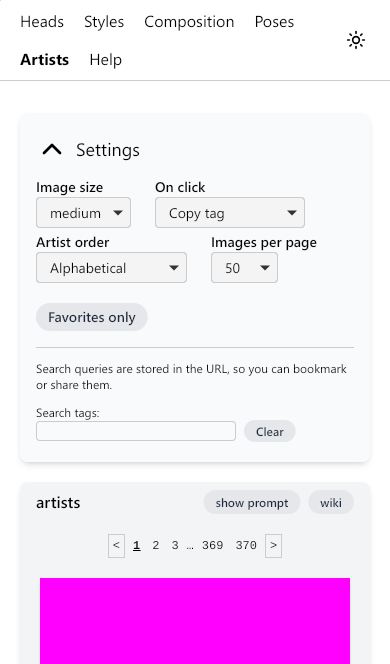 Heads Styles Composition Poses
Artists Help
Settings
Image size On click
medium Copy tag
Artist order Images per page
Alphabetical 50
Favorites only
Search queries are stored in the URL, so you can bookmark
or share them.
Search tags:
Clear
artists show prompt wiki
< 1 2 3 … 369 370 >